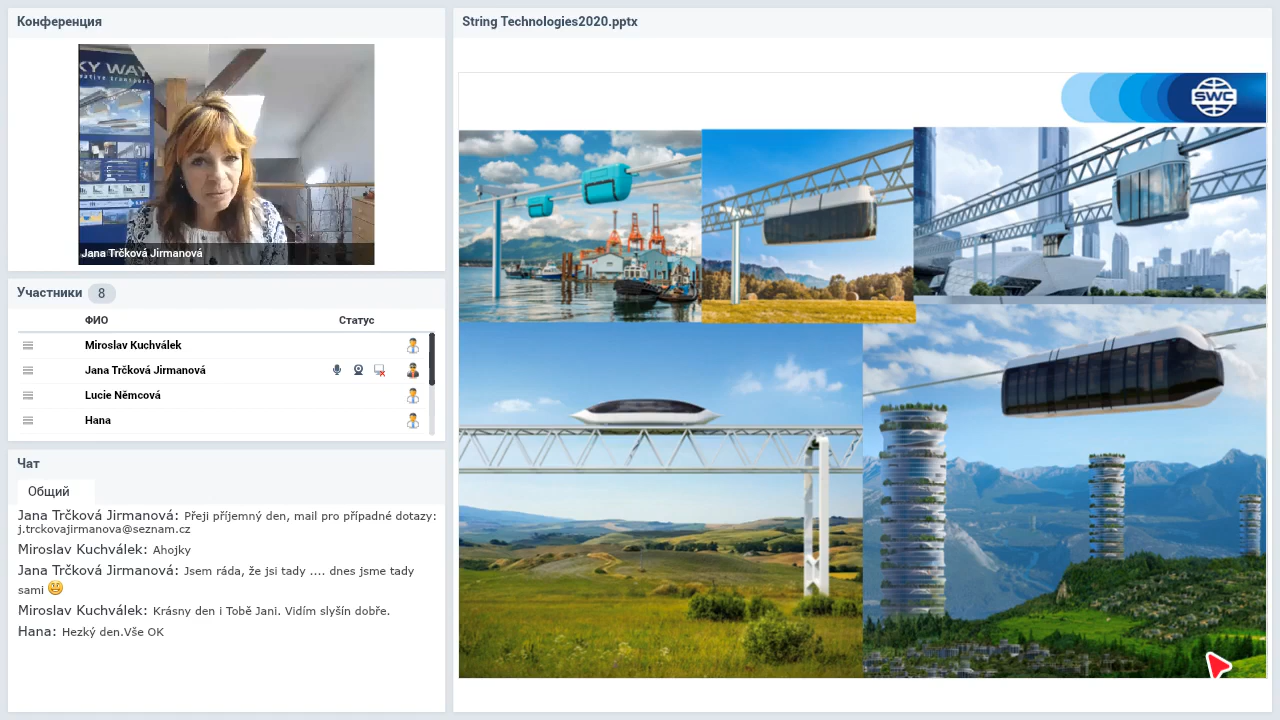 Конференция
KY WAY
Jana Trčková Jirmanová
Участники 8
ФИО Статус
Miroslav Kuchválek
Jana Trčková Jirmanová
Lucie Němcová
Hana
Чат
Общий
Jana Trčková Jirmanová: Přeji příjemný den, mail pro případné dotazy:
j.trckovajirmanova@seznam.cz
Miroslav Kuchválek: Ahojky
Jana Trčková Jirmanová: Jsem ráda, že jsi tady .... dnes jsme tady
sami
Miroslav Kuchválek: Krásny den i Tobě Jani. Vidím slyšín dobře.
Hana: Hezký den.Vše OK
String Technologies2020.pptx
SWC